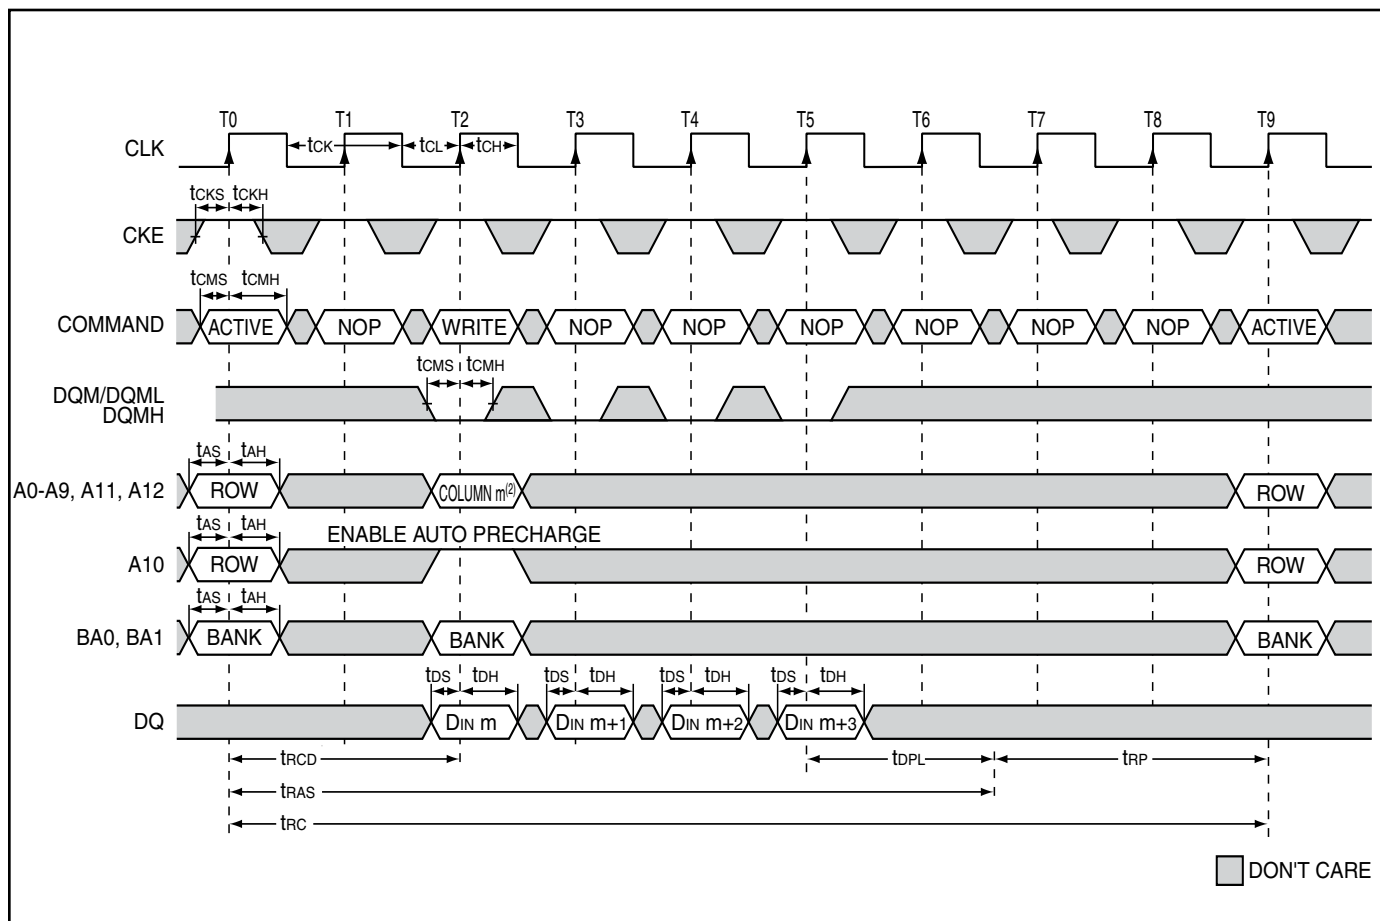 T0 T1 T2 T3 T4 T5 T6 T7 T8 T9
CLK tCK tCL tCH
tCKS tCKH
CKE
tCMS tCMH
COMMAND ACTIVE NOP WRITE NOP NOP NOP NOP NOP NOP ACTIVE
tCMS tCMH
DQM/DQML
DQMH
tAS tAH
A0-A9, A11, A12 ROW COLUMN m(2) ROW
tAS tAH ENABLE AUTO PRECHARGE
A10 ROW ROW
tAS tAH
BA0, BA1 BANK BANK BANK
tDS tDH tDS tDH tDS tDH tDS tDH
DQ DIN m DIN m+1 DIN m+2 DIN m+3
tRCD tDPL tRP
tRAS
tRC
DON'T CARE